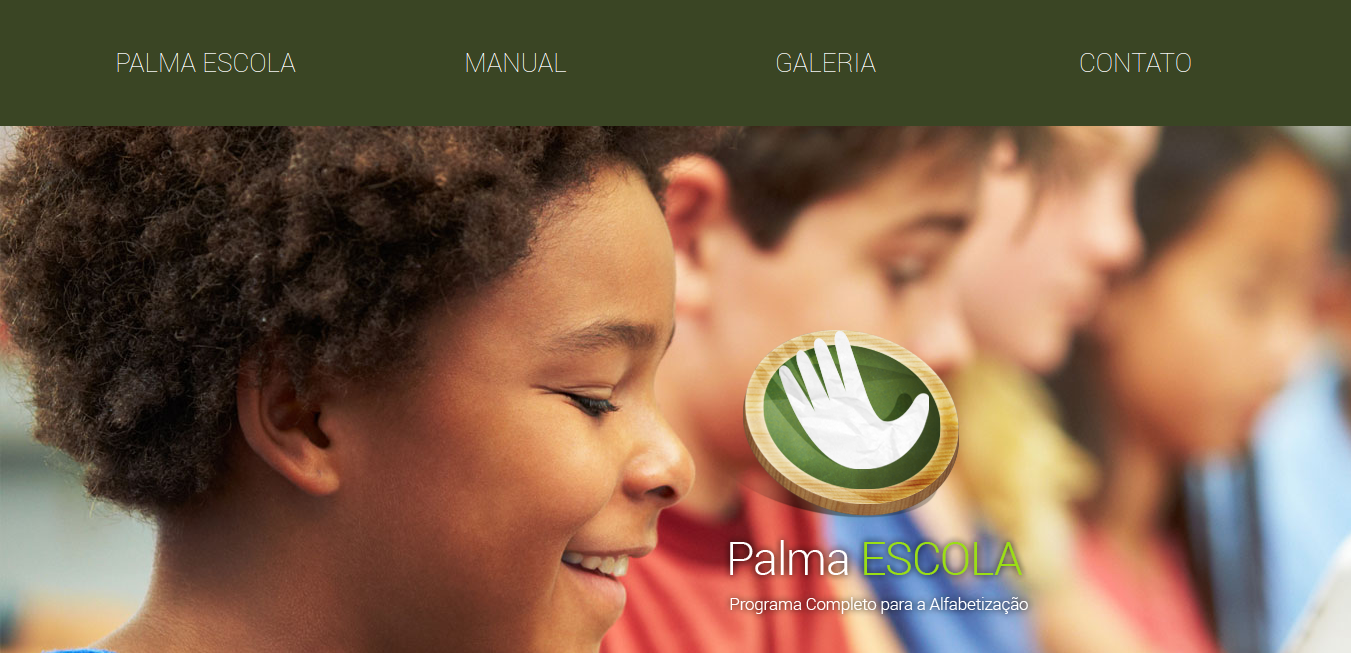 PALMA ESCOLA
MANUAL
GALERIA
CONTATO
Palma ESCOLA
Programa Completo para a Alfabetização